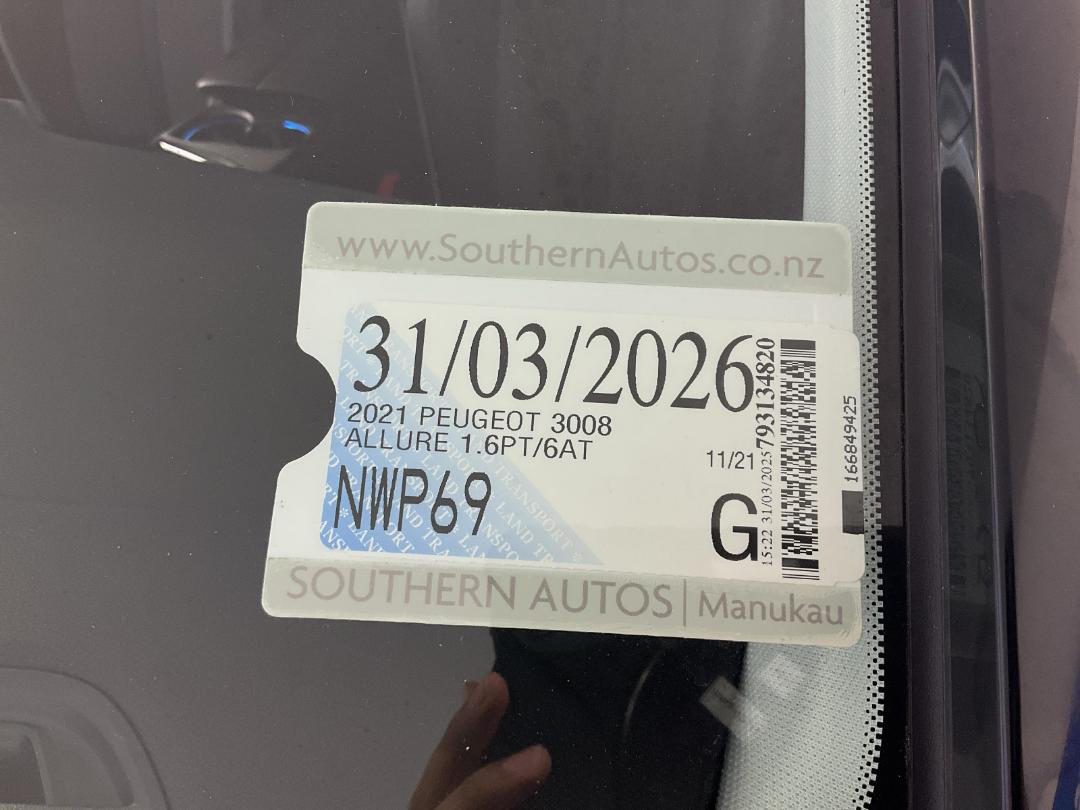 www.SouthernAutos.co.nz
31/03/2026
2021 PEUGEOT 3008
ALLURE 1.6PT/6AT
11/21
NWP69
G
15:22 31/03/2025 793134820
166849425
SOUTHERN AUTOS | Manukau